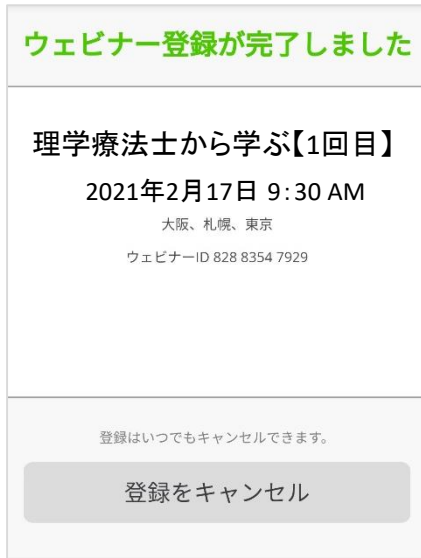 ウェビナー登録が完了しました
理学療法士から学ぶ【1回目】
2021年2月17日 9:30 AM
大阪、札幌、東京
ウェビナーID 828 8354 7929
登録はいつでもキャンセルできます。
登録をキャンセル